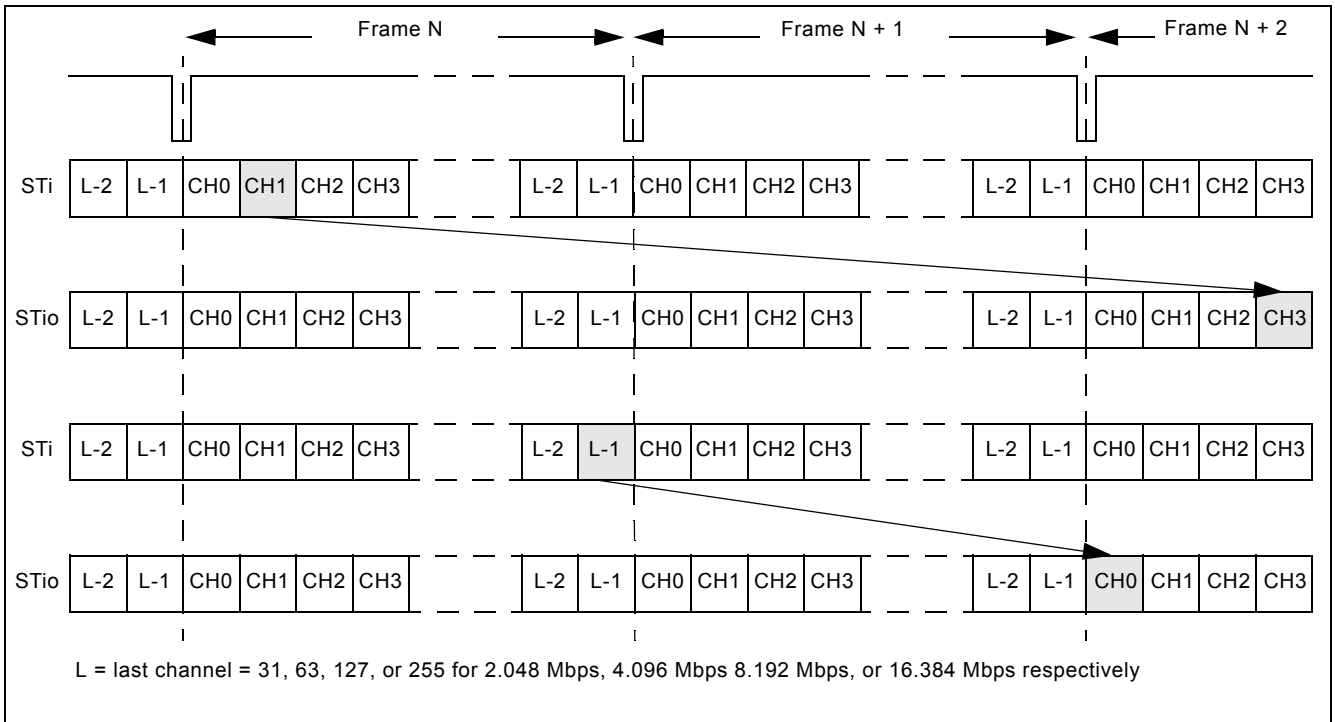 Frame N Frame N + 1 Frame N + 2
STi L-2 L-1 CH0 CH1 CH2 CH3 L-2 L-1 CH0 CH1 CH2 CH3 L-2 L-1 CH0 CH1 CH2 CH3
STio L-2 L-1 CH0 CH1 CH2 CH3 L-2 L-1 CH0 CH1 CH2 CH3 L-2 L-1 CH0 CH1 CH2 CH3
STi L-2 L-1 CH0 CH1 CH2 CH3 L-2 L-1 CH0 CH1 CH2 CH3 L-2 L-1 CH0 CH1 CH2 CH3
STio L-2 L-1 CH0 CH1 CH2 CH3 L-2 L-1 CH0 CH1 CH2 CH3 L-2 L-1 CH0 CH1 CH2 CH3
L = last channel = 31, 63, 127, or 255 for 2.048 Mbps, 4.096 Mbps 8.192 Mbps, or 16.384 Mbps respectively